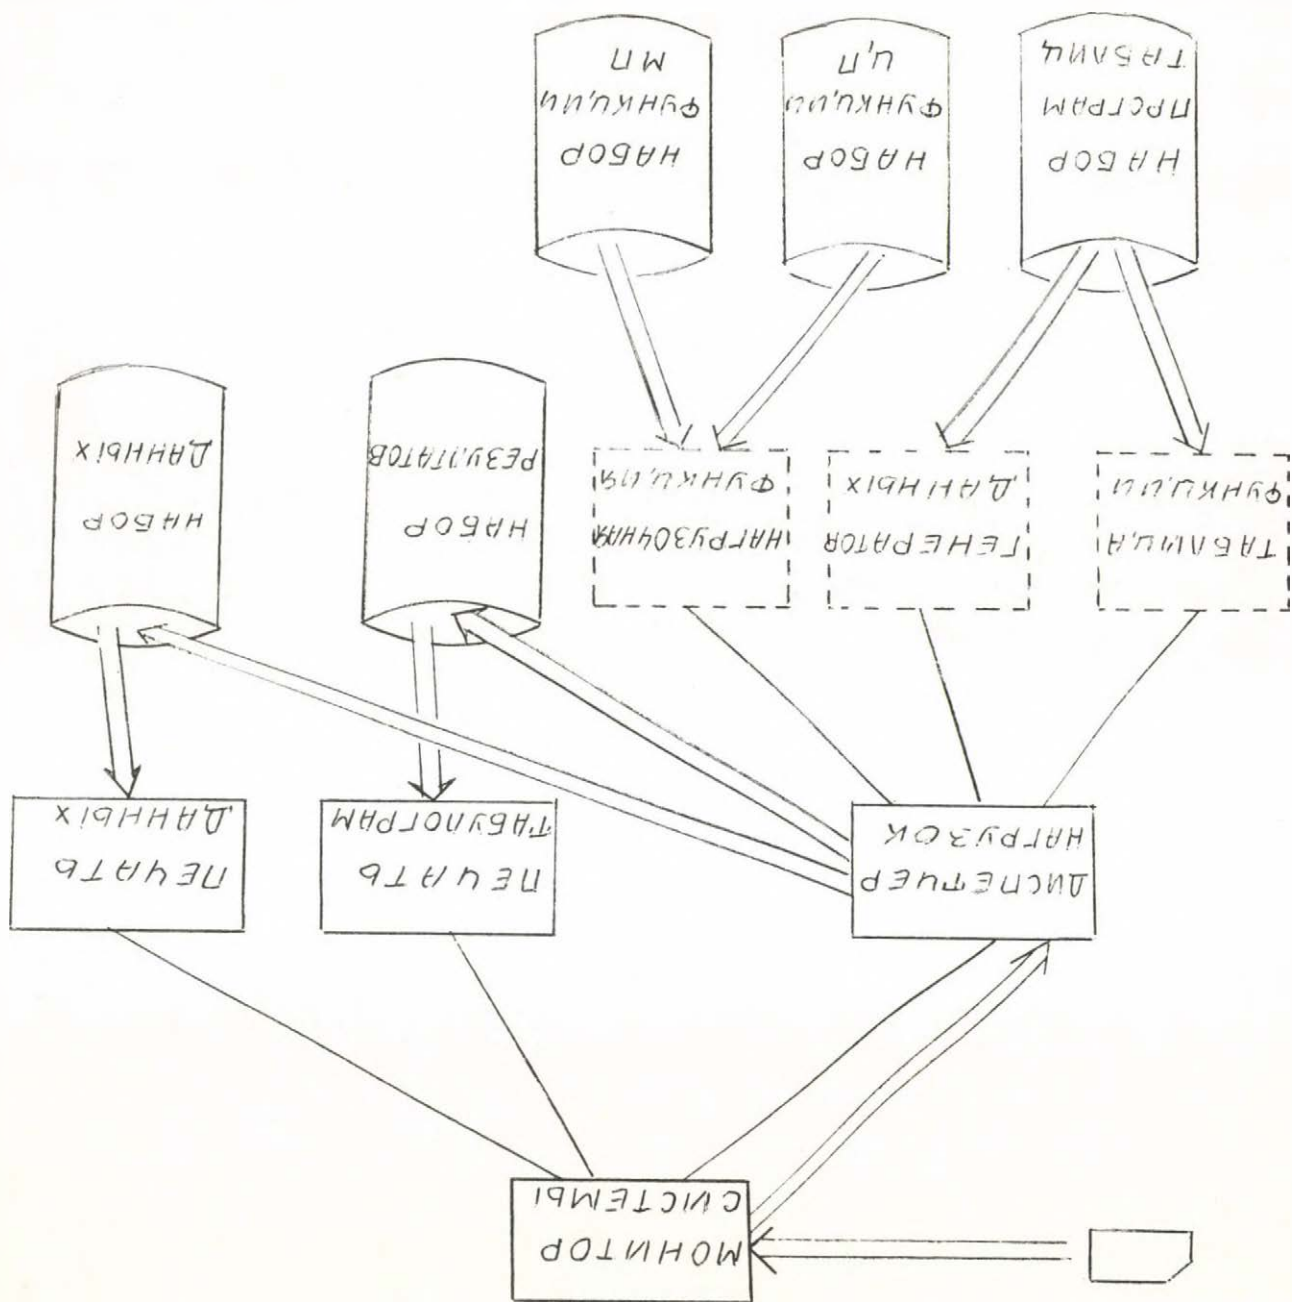 МОНИТОР
СИСТЕМЫ
ДИСПЕТЧЕР
НАГРУЗОК
ПЕЧАТЬ
ТАБУЛОГРАМ
ПЕЧАТЬ
ДАННЫХ
ТАБЛИЦА
ФУНКЦИИ
ГЕНЕРАТОР
ДАННЫХ
НАГРУЗОЧНАЯ
ФУНКЦИЯ
НАБОР
РЕЗУЛТАТОВ
НАБОР
ДАННЫХ
НАБОР
ПРОГРАМ
ТАБЛИЦ
НАБОР
ФУНКЦИИ
ЦП
НАБОР
ФУНКЦИИ
МП